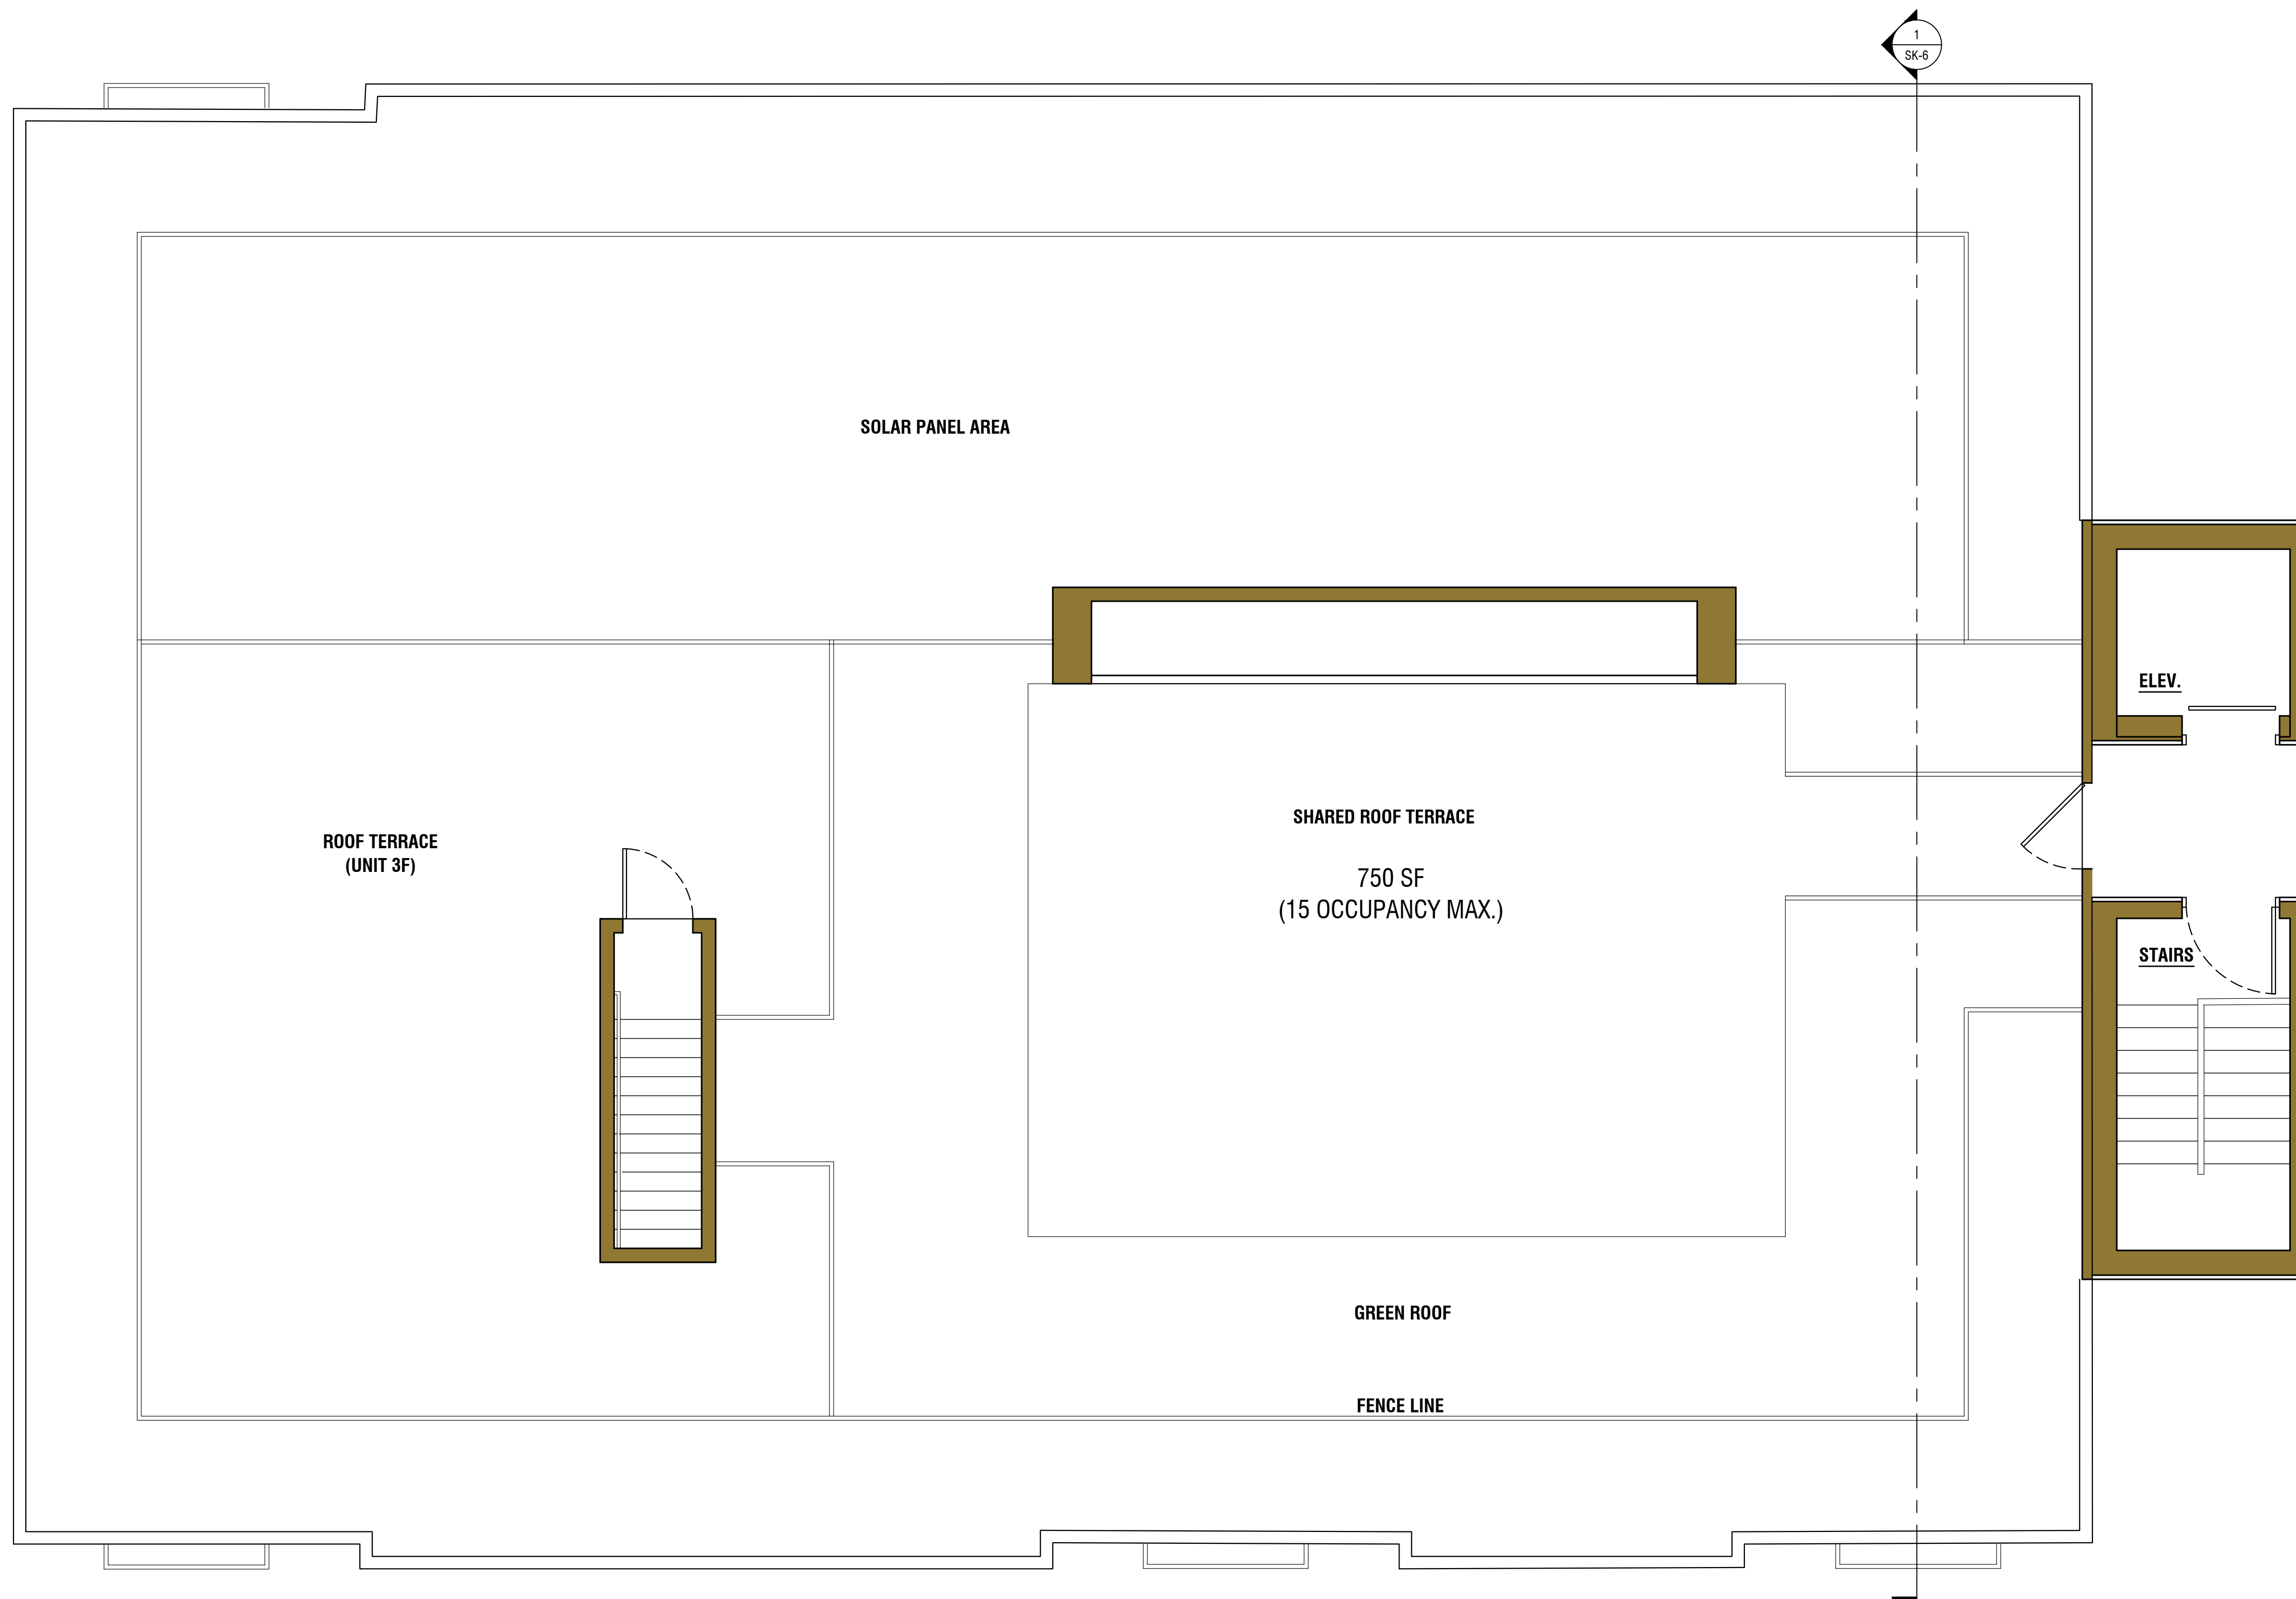 1
SK-6
SOLAR PANEL AREA
ELEV.
SHARED ROOF TERRACE
ROOF TERRACE
(UNIT 3F)
750 SF
(15 OCCUPANCY MAX.)
STAIRS
GREEN ROOF
FENCE LINE